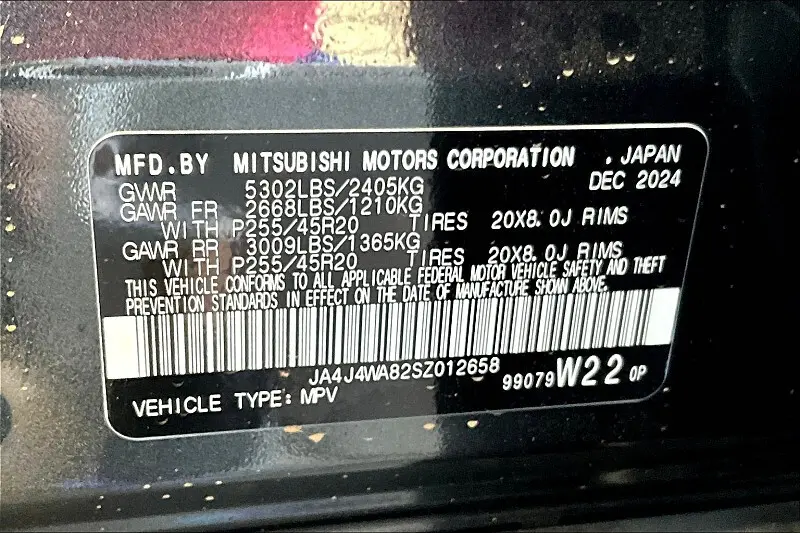 MFD.BY MITSUBISHI MOTORS CORPORATION . JAPAN
DEC 2024
GVWR 5302LBS/2405KG
GAWR FR 2668LBS/1210KG
WITH P255/45R20 TIRES 20X8.0J RIMS
GAWR RR 3009LBS/1365KG
WITH P255/45R20 TIRES 20X8.0J RIMS
THIS VEHICLE CONFORMS TO ALL APPLICABLE FEDERAL MOTOR VEHICLE SAFETY AND THEFT
PREVENTION STANDARDS IN EFFECT ON THE DATE OF MANUFACTURE SHOWN ABOVE.
JA4J4WA82SZ012658
99079W22 0P
VEHICLE TYPE: MPV